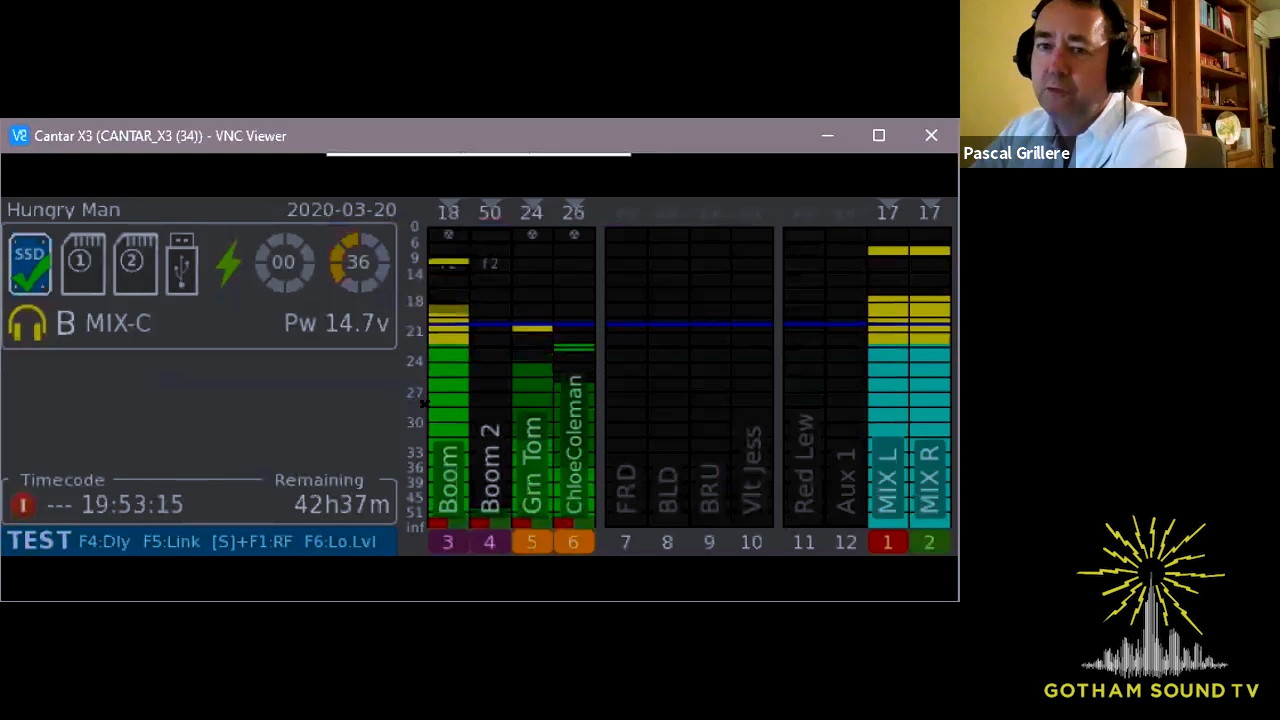 Cantar X3 (CANTAR_X3 (34)) - VNC Viewer
Pascal Grillere
Hungry Man 2020-03-20
SSD 1 2 00 36
B MIX-C Pw 14.7v
Timecode Remaining
--- 19:53:15 42h37m
TEST F4:Dly F5:Link [S]+F1:RF F6:Lo.Lvl
18 50 24 26 17 17
f2
0
6
9
14
18
21
24
27
30
33
36
39
45
51
inf
Boom
Boom 2
Grn Tom
ChloeColeman
FRD
BLD
BRU
Vlt Jess
Red Lew
Aux 1
MIX L
MIX R
3 4 5 6 7 8 9 10 11 12 1 2
GOTHAM SOUND TV